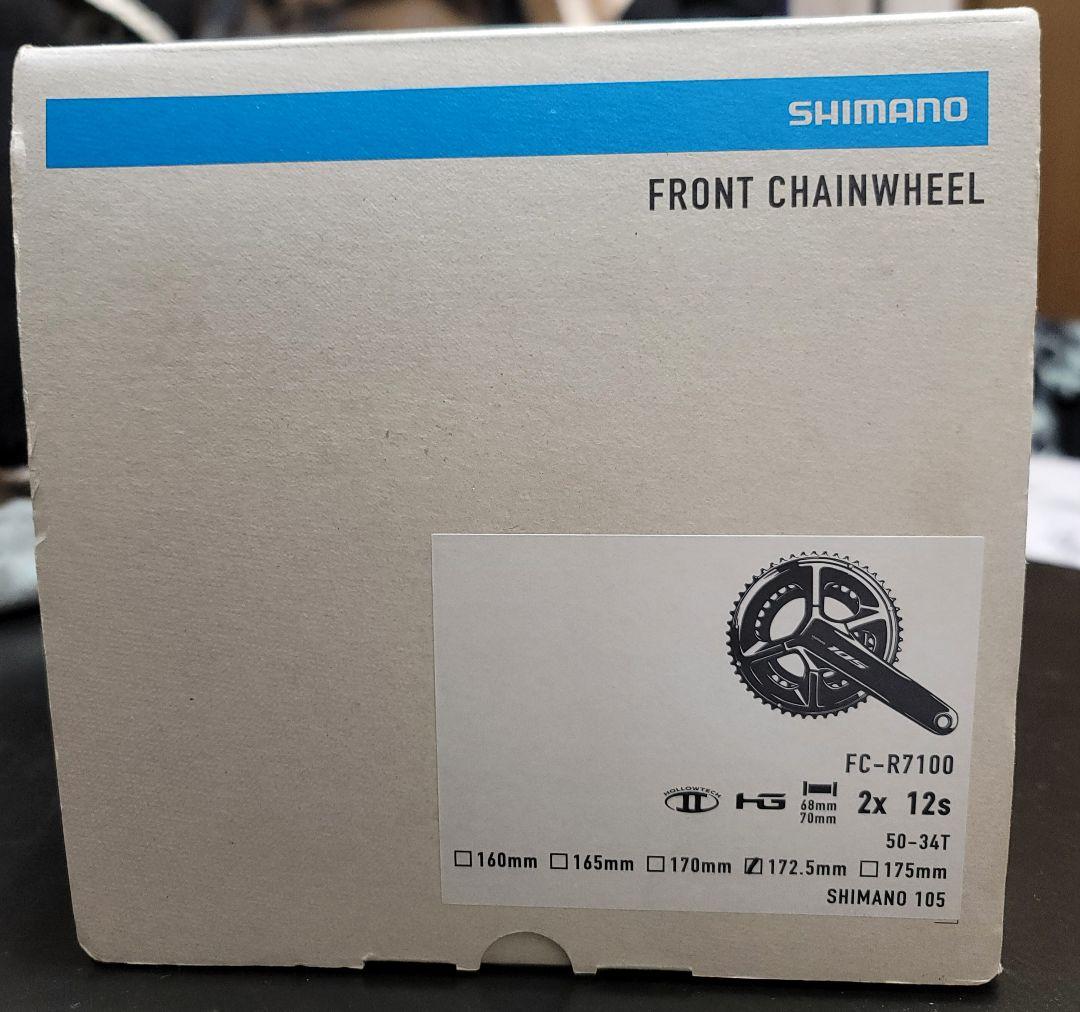 SHIMANO
FRONT CHAINWHEEL
105
FC-R7100
HOLLOWTECH
II HG 68mm 70mm 2x 12s
50-34T
160mm 165mm 170mm 172.5mm 175mm
SHIMANO 105